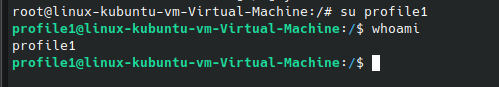 root@linux-kubuntu-vm-Virtual-Machine:/# su profile1
profile1@linux-kubuntu-vm-Virtual-Machine:/$ whoami
profile1
profile1@linux-kubuntu-vm-Virtual-Machine:/$